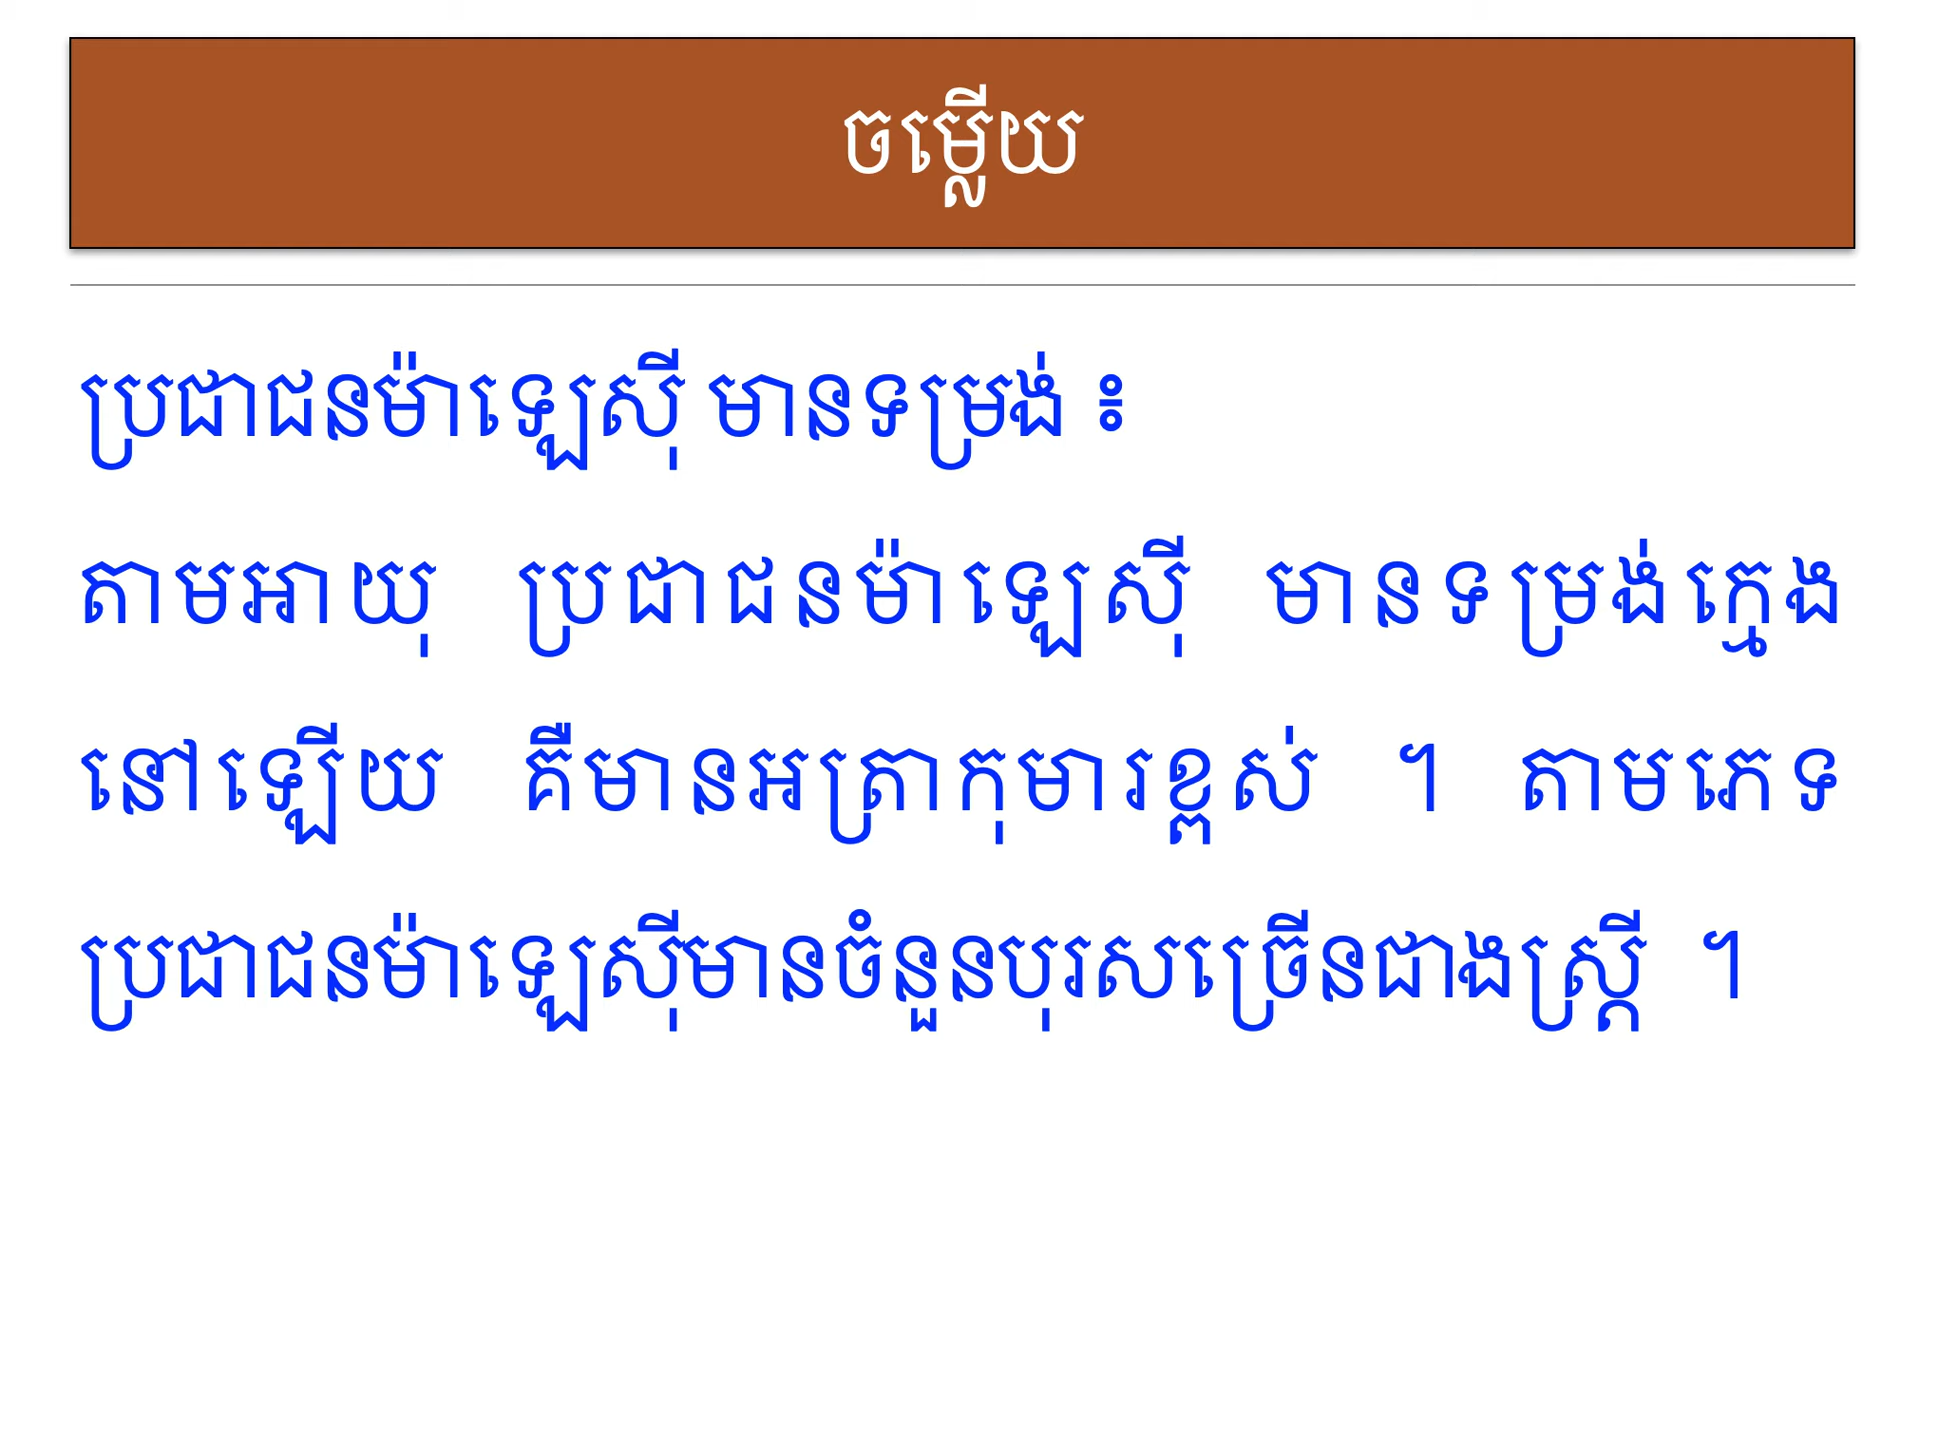 ចម្លើយ
ប្រជាជនម៉ាឡេស៊ី មានទម្រង់ ៖
តាមអាយុ ប្រជាជនម៉ាឡេស៊ី មានទម្រង់ក្មេង
នៅឡើយ គឺមានអត្រាកុមារខ្ពស់ ។ តាមភេទ
ប្រជាជនម៉ាឡេស៊ីមានចំនួនបុរសច្រើនជាងស្ត្រី ។